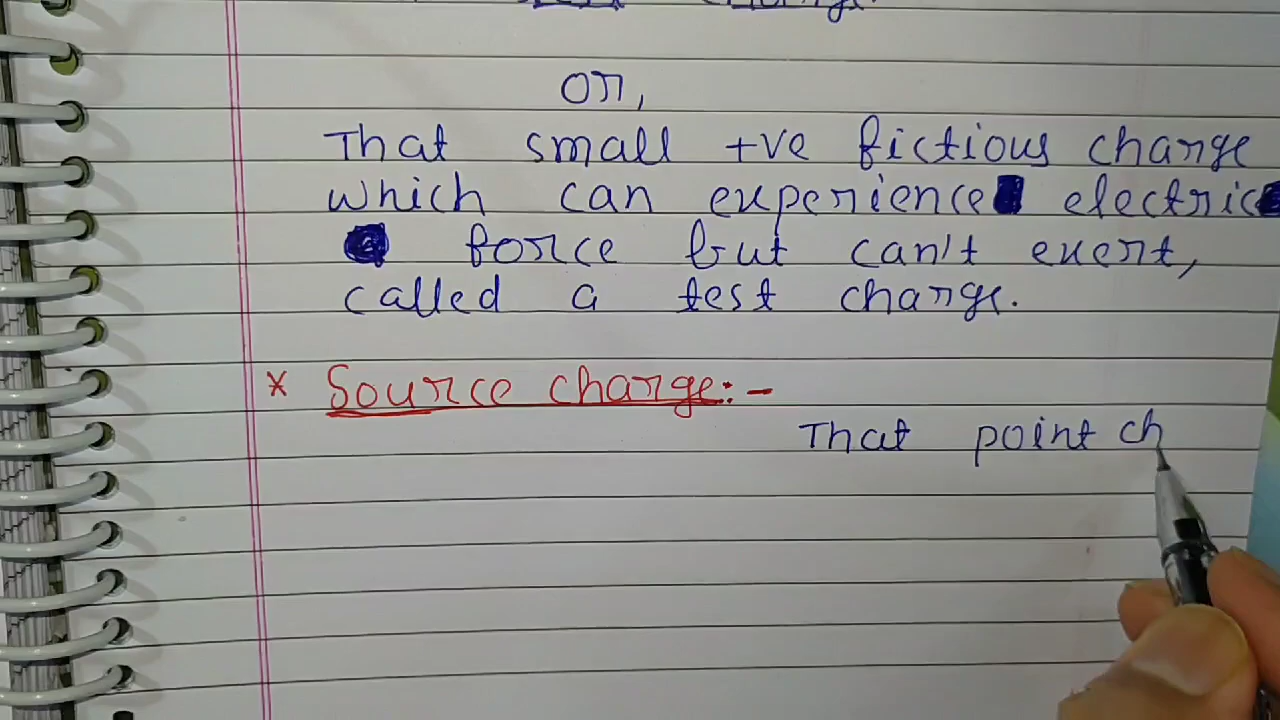 or,
That small +ve fictious charge
which can experience electric
force but can't exert,
called a test charge.
* Source charge:-
That point ch